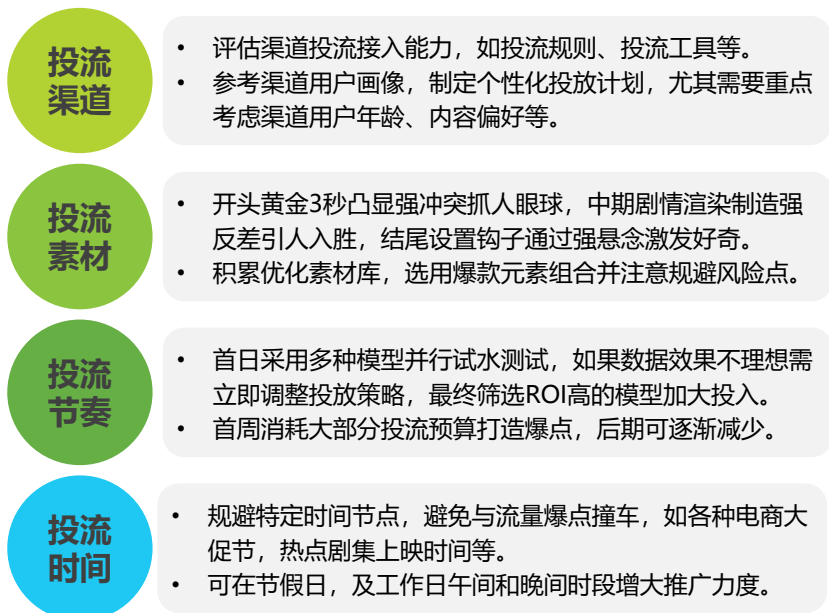 投流
渠道
• 评估渠道投流接入能力，如投流规则、投流工具等。
• 参考渠道用户画像，制定个性化投放计划，尤其需要重点
考虑渠道用户年龄、内容偏好等。
投流
素材
• 开头黄金3秒凸显强冲突抓人眼球，中期剧情渲染制造强
反差引人入胜，结尾设置钩子通过强悬念激发好奇。
• 积累优化素材库，选用爆款元素组合并注意规避风险点。
投流
节奏
• 首日采用多种模型并行试水测试，如果数据效果不理想需
立即调整投放策略，最终筛选ROI高的模型加大投入。
• 首周消耗大部分投流预算打造爆点，后期可逐渐减少。
投流
时间
• 规避特定时间节点，避免与流量爆点撞车，如各种电商大
促节，热点剧集上映时间等。
• 可在节假日，及工作日午间和晚间时段增大推广力度。